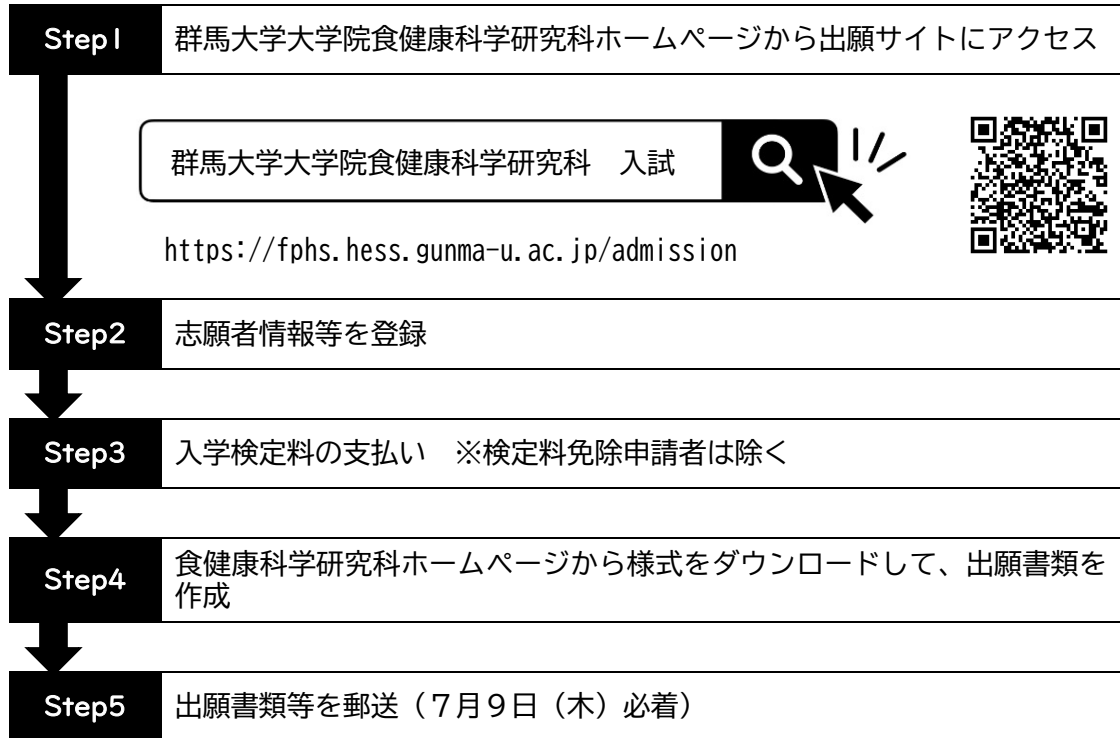 Step1 群馬大学大学院食健康科学研究科ホームページから出願サイトにアクセス
群馬大学大学院食健康科学研究科　入試
https://fphs.hess.gunma-u.ac.jp/admission
Step2 志願者情報等を登録
Step3 入学検定料の支払い　※検定料免除申請者は除く
Step4 食健康科学研究科ホームページから様式をダウンロードして、出願書類を
作成
Step5 出願書類等を郵送（７月９日（木）必着）